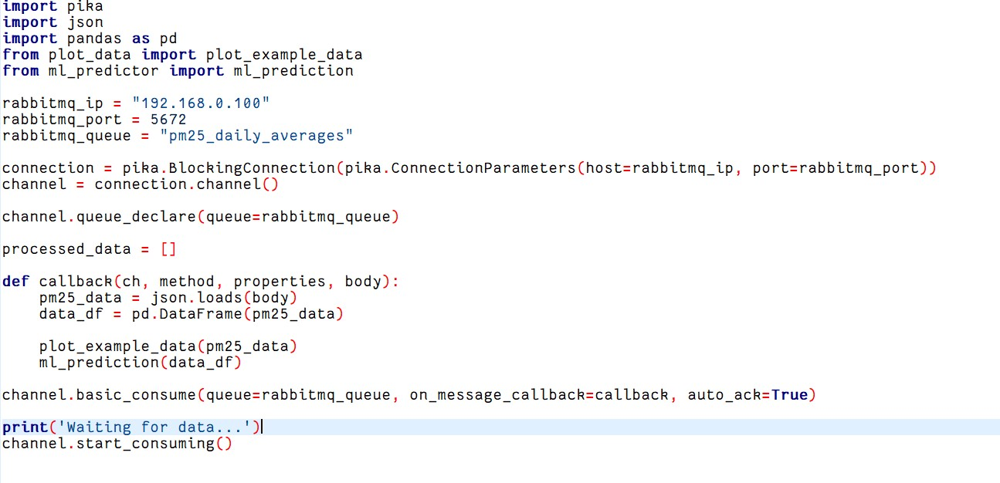 import pika
import json
import pandas as pd
from plot_data import plot_example_data
from ml_predictor import ml_prediction

rabbitmq_ip = "192.168.0.100"
rabbitmq_port = 5672
rabbitmq_queue = "pm25_daily_averages"

connection = pika.BlockingConnection(pika.ConnectionParameters(host=rabbitmq_ip, port=rabbitmq_port))
channel = connection.channel()

channel.queue_declare(queue=rabbitmq_queue)

processed_data = []

def callback(ch, method, properties, body):
    pm25_data = json.loads(body)
    data_df = pd.DataFrame(pm25_data)

    plot_example_data(pm25_data)
    ml_prediction(data_df)

channel.basic_consume(queue=rabbitmq_queue, on_message_callback=callback, auto_ack=True)

print('Waiting for data...')
channel.start_consuming()